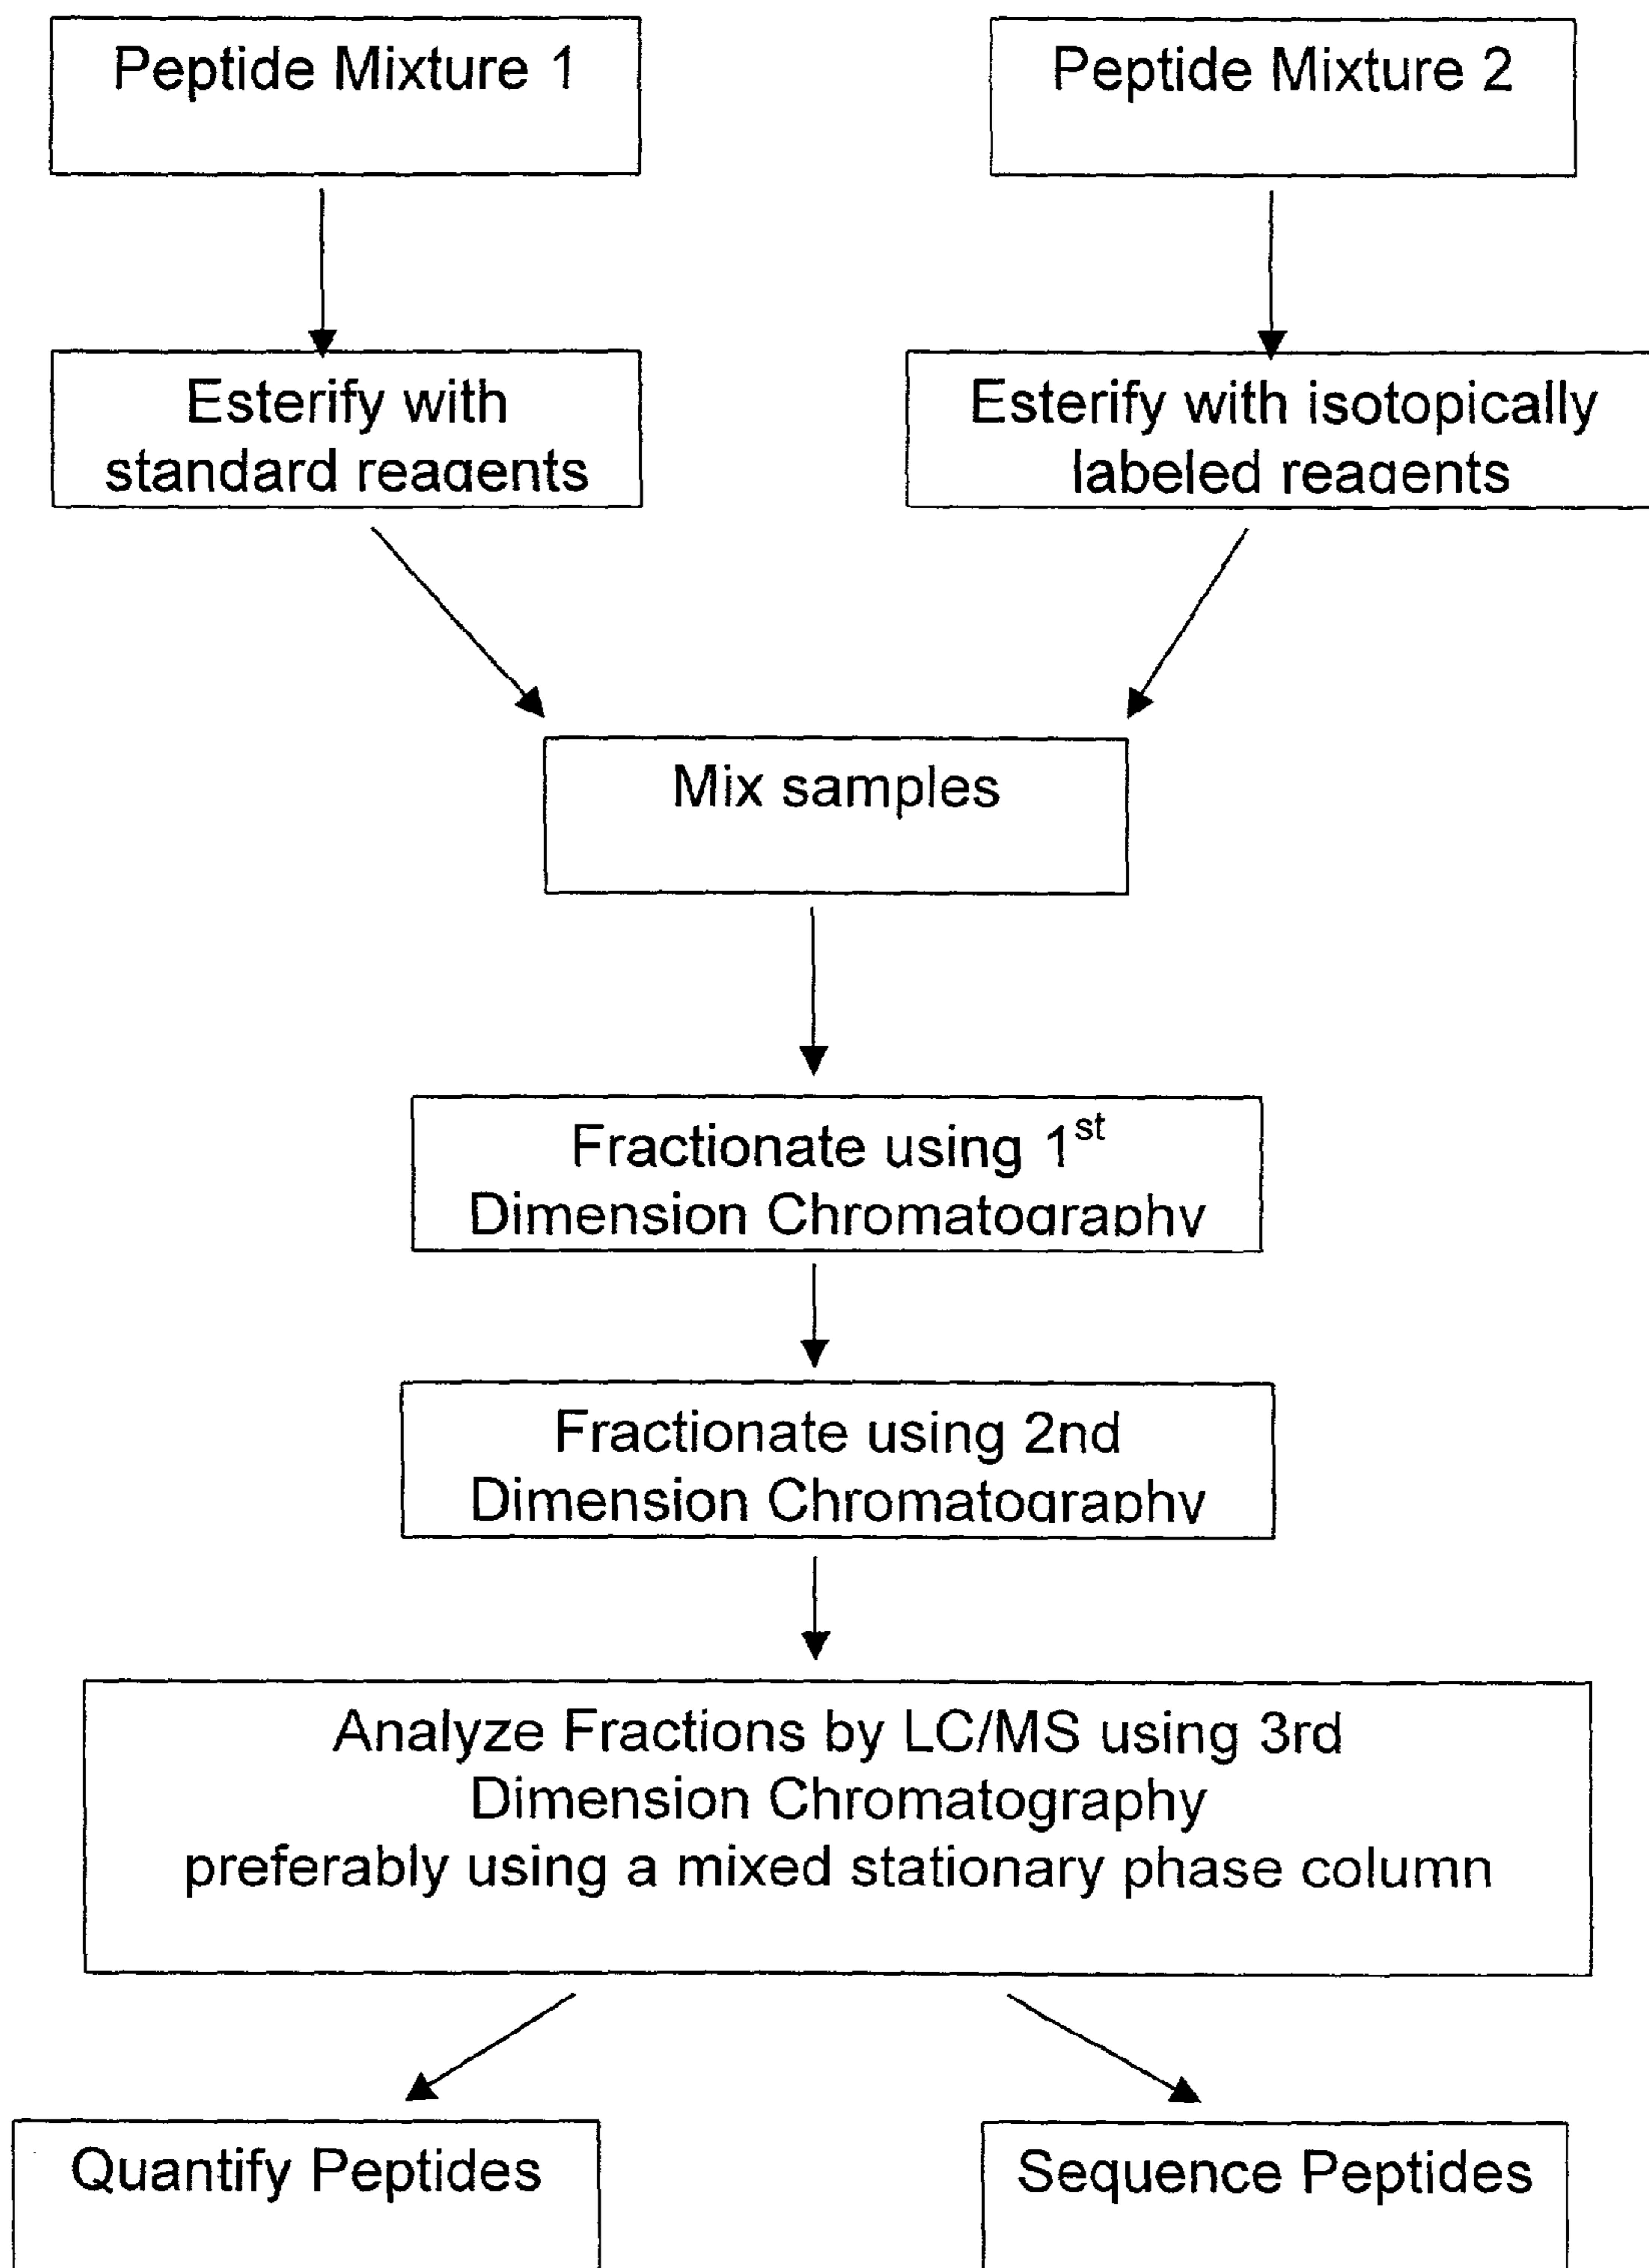 Peptide Mixture 1
Peptide Mixture 2
Esterify with
standard reagents
Esterify with isotopically
labeled reagents
Mix samples
Fractionate using 1st
Dimension Chromatography
Fractionate using 2nd
Dimension Chromatography
Analyze Fractions by LC/MS using 3rd
Dimension Chromatography
preferably using a mixed stationary phase column
Quantify Peptides
Sequence Peptides